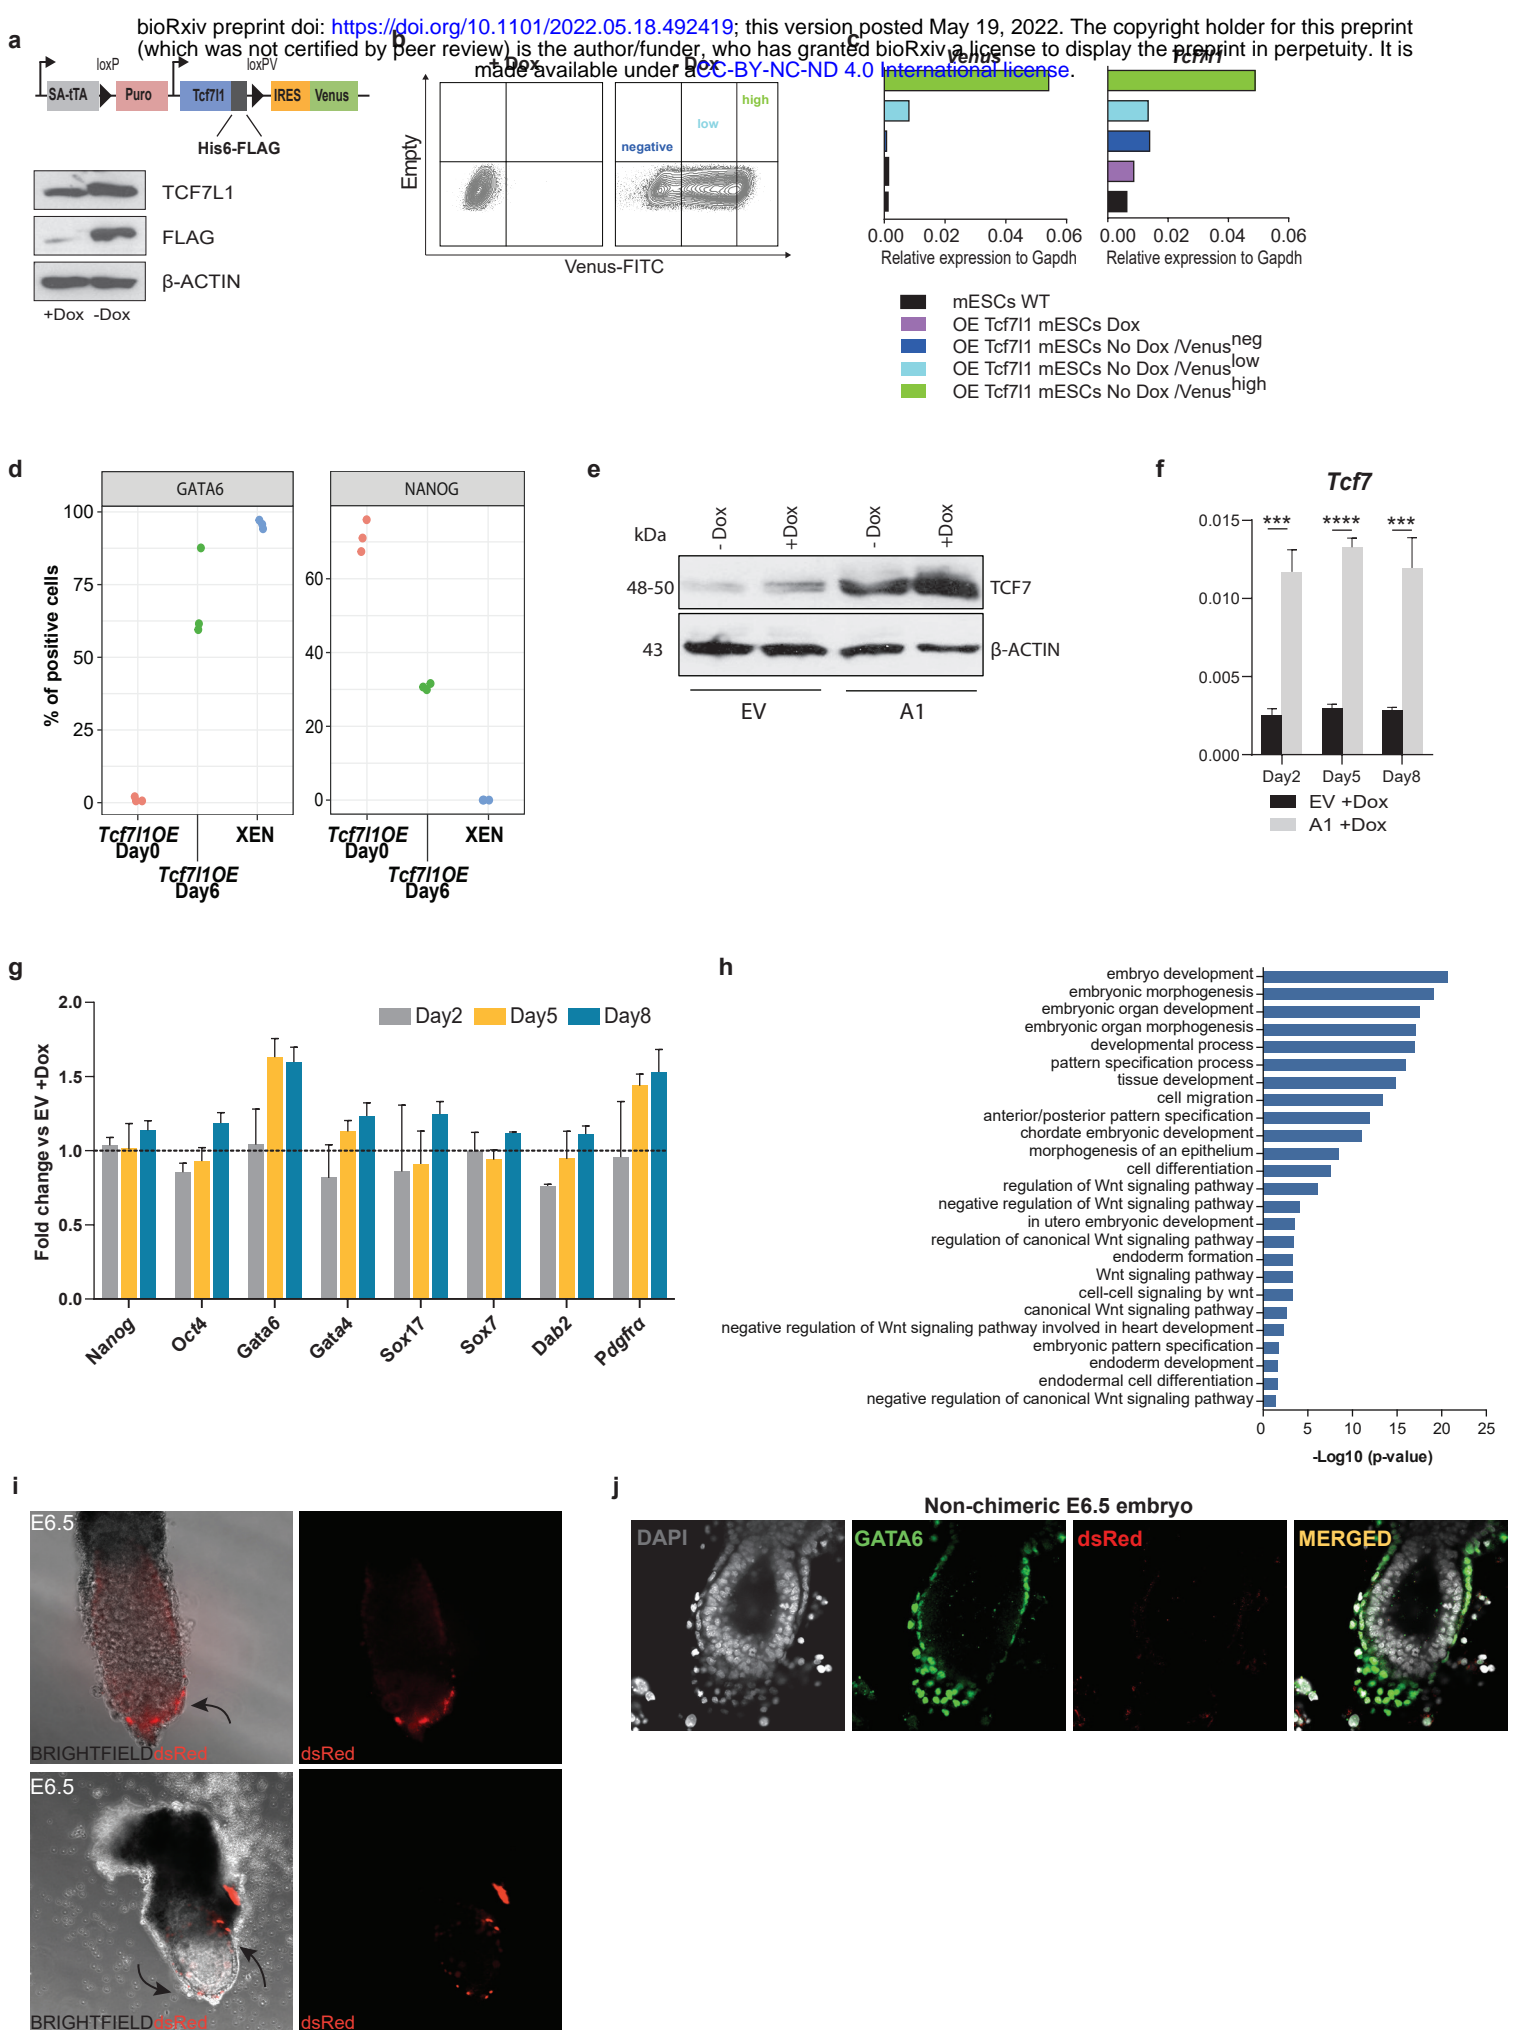 bioRxiv preprint doi: https://doi.org/10.1101/2022.05.18.492419; this version posted May 19, 2022. The copyright holder for this preprint
(which was not certified by peer review) is the author/funder, who has granted bioRxiv a license to display the preprint in perpetuity. It is
made available under aCC-BY-NC-ND 4.0 International license.
a
loxP
loxPV
SA-tTA
Puro
Tcf7l1
IRES
Venus
His6-FLAG
TCF7L1
FLAG
β-ACTIN
+Dox -Dox
b
+ Dox
- Dox
negative
low
high
Empty
Venus-FITC
c
Venus
Tcf7l1
0.00 0.02 0.04 0.06
Relative expression to Gapdh
0.00 0.02 0.04 0.06
Relative expression to Gapdh
mESCs WT
OE Tcf7l1 mESCs Dox
OE Tcf7l1 mESCs No Dox /Venus neg
OE Tcf7l1 mESCs No Dox /Venus low
OE Tcf7l1 mESCs No Dox /Venus high
d
GATA6
NANOG
% of positive cells
100
75
50
25
0
60
40
20
0
Tcf7l1OE
Day0
Tcf7l1OE
Day6
XEN
Tcf7l1OE
Day0
Tcf7l1OE
Day6
XEN
e
kDa
- Dox
+Dox
- Dox
+Dox
48-50
TCF7
43
β-ACTIN
EV
A1
f
Tcf7
0.015
0.010
0.005
0.000
***
****
***
Day2 Day5 Day8
EV +Dox
A1 +Dox
g
Fold change vs EV +Dox
2.0
1.5
1.0
0.5
0.0
Day2 Day5 Day8
Nanog
Oct4
Gata6
Gata4
Sox17
Sox7
Dab2
Pdgfrα
h
embryo development
embryonic morphogenesis
embryonic organ development
embryonic organ morphogenesis
developmental process
pattern specification process
tissue development
cell migration
anterior/posterior pattern specification
chordate embryonic development
morphogenesis of an epithelium
cell differentiation
regulation of Wnt signaling pathway
negative regulation of Wnt signaling pathway
in utero embryonic development
regulation of canonical Wnt signaling pathway
endoderm formation
Wnt signaling pathway
cell-cell signaling by wnt
canonical Wnt signaling pathway
negative regulation of Wnt signaling pathway involved in heart development
embryonic pattern specification
endoderm development
endodermal cell differentiation
negative regulation of canonical Wnt signaling pathway
0 5 10 15 20 25
-Log10 (p-value)
i
E6.5
BRIGHTFIELDdsRed
dsRed
E6.5
BRIGHTFIELDdsRed
dsRed
j
Non-chimeric E6.5 embryo
DAPI
GATA6
dsRed
MERGED